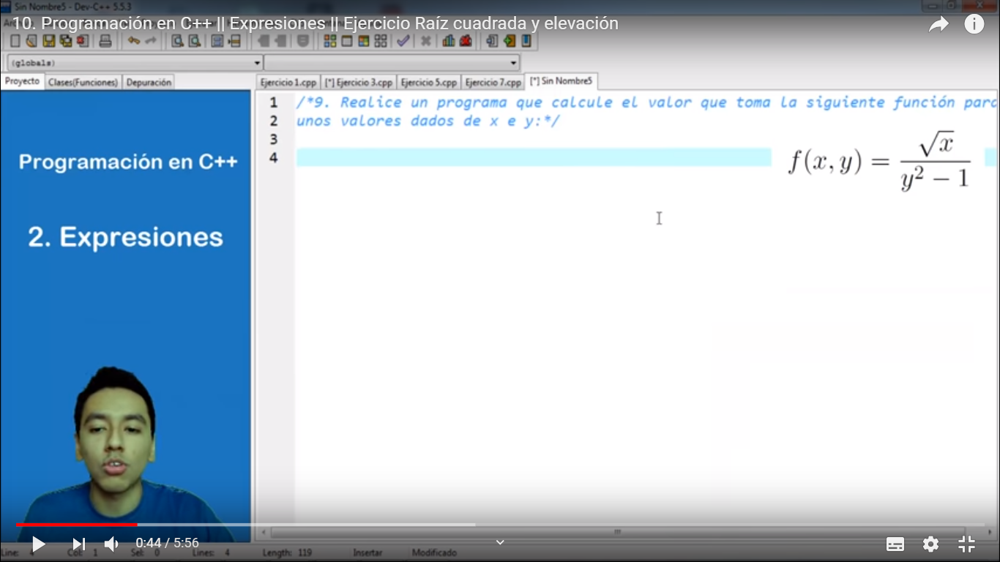 Sin Nombre5 - Dev-C++ 5.5.3
10. Programación en C++ || Expresiones || Ejercicio Raíz cuadrada y elevación
(globals)
Proyecto Clases(Funciones) Depuración
Ejercicio 1.cpp [*] Ejercicio 3.cpp Ejercicio 5.cpp Ejercicio 7.cpp [*] Sin Nombre5
1 /*9. Realice un programa que calcule el valor que toma la siguiente función para
2 unos valores dados de x e y:*/
3
4
f(x, y) = √x / (y² − 1)
Programación en C++
2. Expresiones
0:44 / 5:56
Line: 4 Col: 1 Sel: 0 Lines: 4 Length: 119 Insertar Modificado